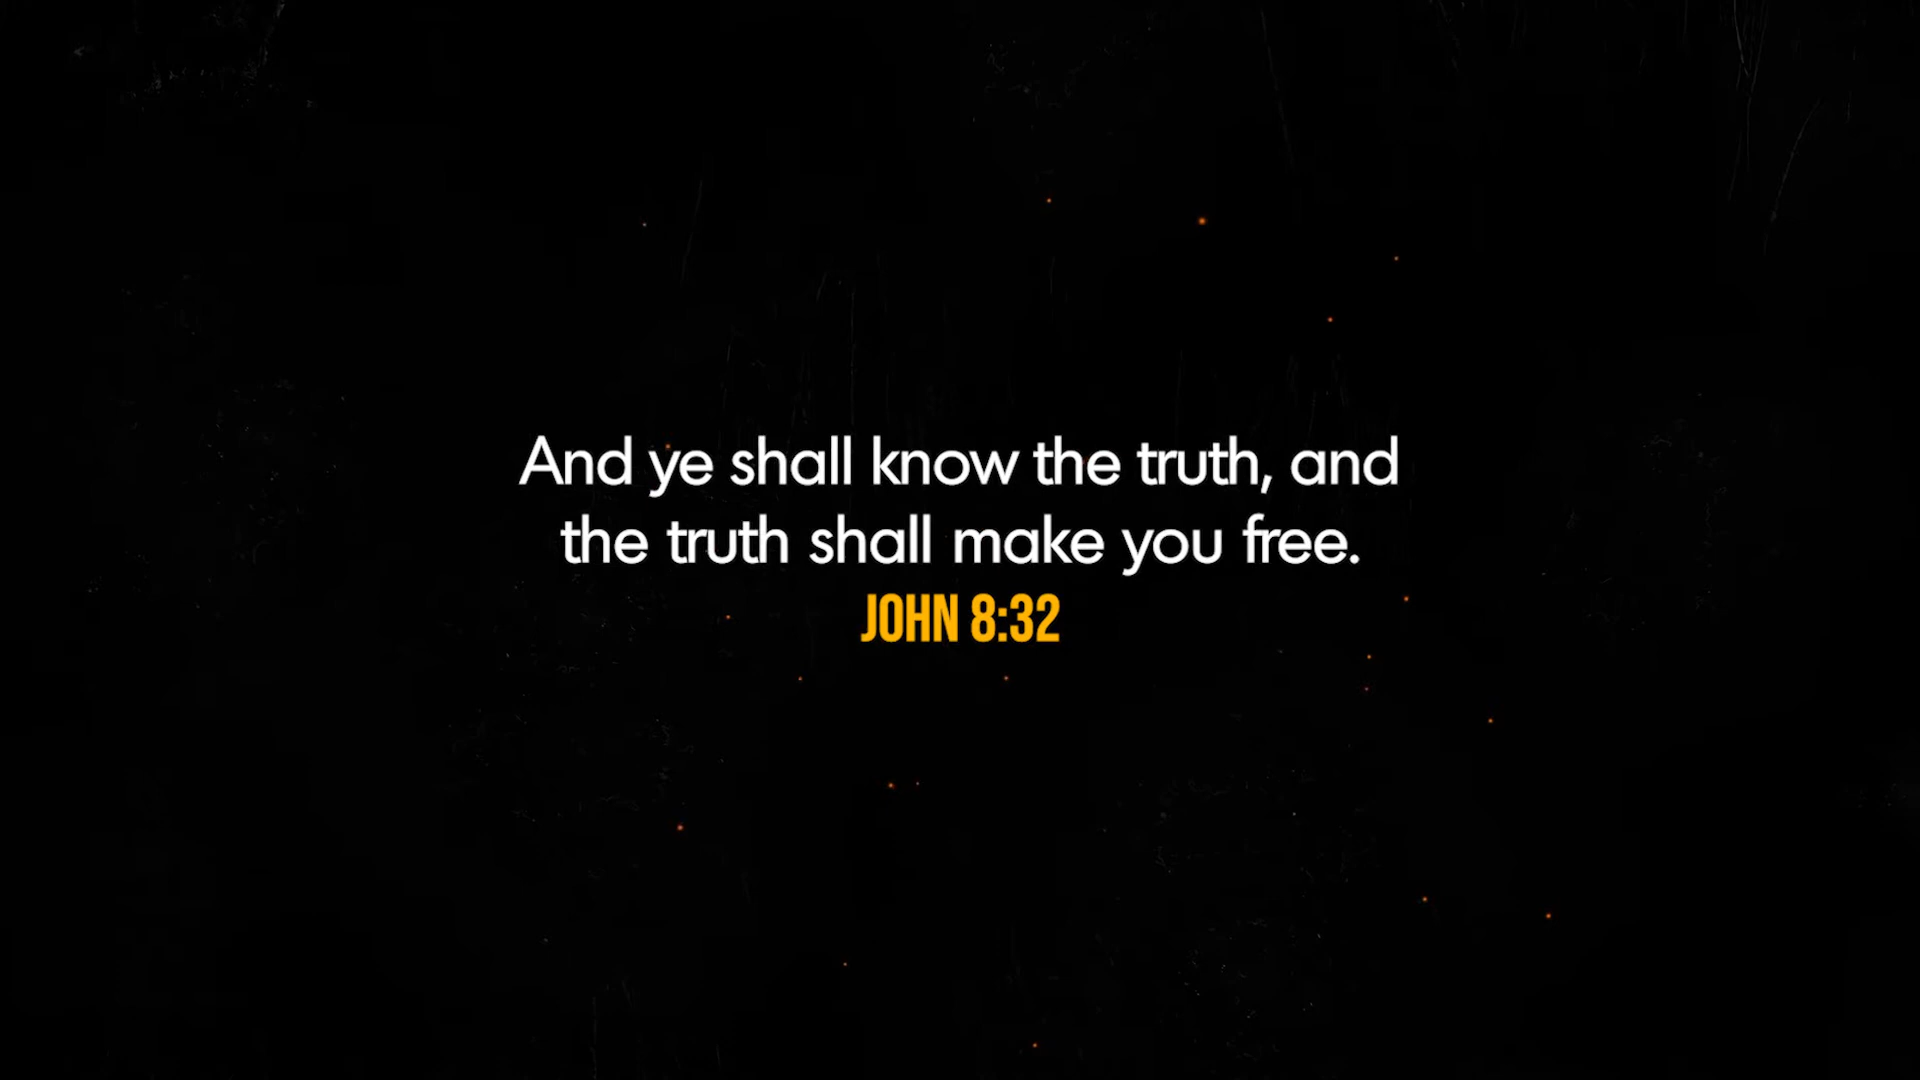 And ye shall know the truth, and
the truth shall make you free.
JOHN 8:32